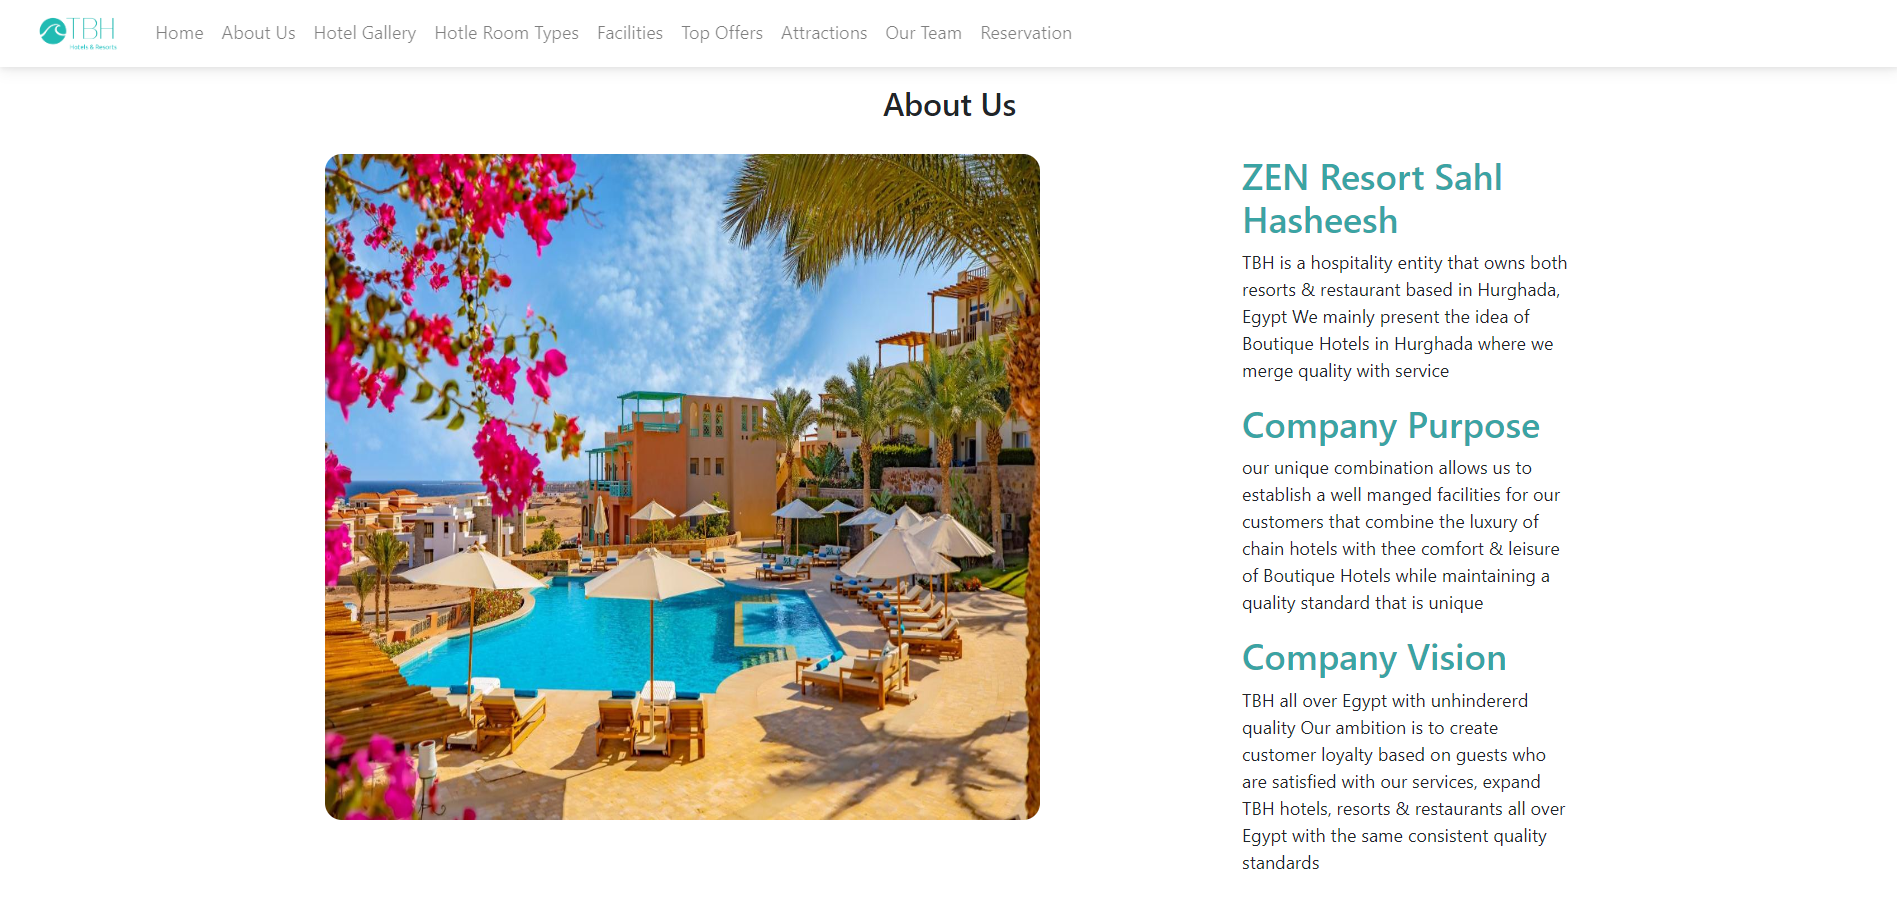 TBH
Hotels & Resorts
Home About Us Hotel Gallery Hotle Room Types Facilities Top Offers Attractions Our Team Reservation
About Us
ZEN Resort Sahl
Hasheesh
TBH is a hospitality entity that owns both
resorts & restaurant based in Hurghada,
Egypt We mainly present the idea of
Boutique Hotels in Hurghada where we
merge quality with service
Company Purpose
our unique combination allows us to
establish a well manged facilities for our
customers that combine the luxury of
chain hotels with thee comfort & leisure
of Boutique Hotels while maintaining a
quality standard that is unique
Company Vision
TBH all over Egypt with unhindererd
quality Our ambition is to create
customer loyalty based on guests who
are satisfied with our services, expand
TBH hotels, resorts & restaurants all over
Egypt with the same consistent quality
standards